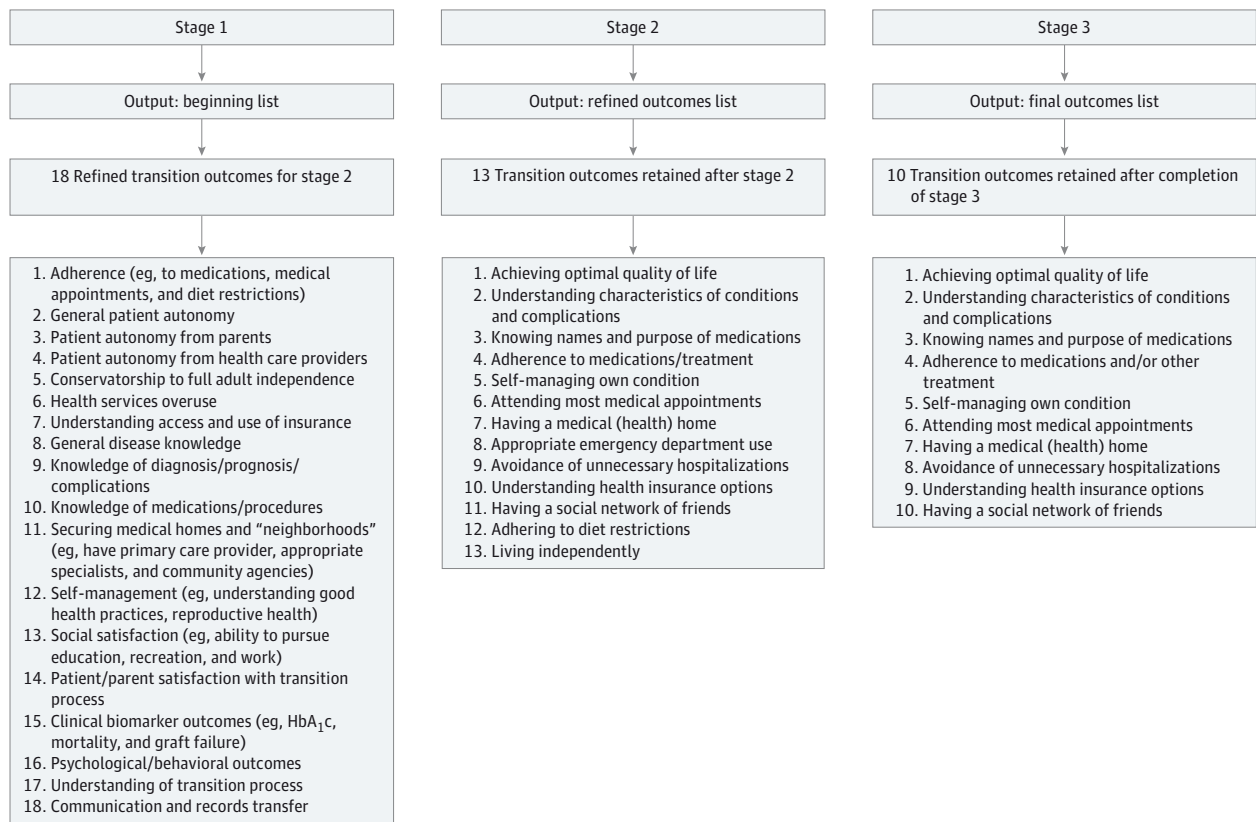 Stage 1
Output: beginning list
18 Refined transition outcomes for stage 2
1. Adherence (eg, to medications, medical
appointments, and diet restrictions)
2. General patient autonomy
3. Patient autonomy from parents
4. Patient autonomy from health care providers
5. Conservatorship to full adult independence
6. Health services overuse
7. Understanding access and use of insurance
8. General disease knowledge
9. Knowledge of diagnosis/prognosis/
complications
10. Knowledge of medications/procedures
11. Securing medical homes and “neighborhoods”
(eg, have primary care provider, appropriate
specialists, and community agencies)
12. Self-management (eg, understanding good
health practices, reproductive health)
13. Social satisfaction (eg, ability to pursue
education, recreation, and work)
14. Patient/parent satisfaction with transition
process
15. Clinical biomarker outcomes (eg, HbA1c,
mortality, and graft failure)
16. Psychological/behavioral outcomes
17. Understanding of transition process
18. Communication and records transfer
Stage 2
Output: refined outcomes list
13 Transition outcomes retained after stage 2
1. Achieving optimal quality of life
2. Understanding characteristics of conditions
and complications
3. Knowing names and purpose of medications
4. Adherence to medications/treatment
5. Self-managing own condition
6. Attending most medical appointments
7. Having a medical (health) home
8. Appropriate emergency department use
9. Avoidance of unnecessary hospitalizations
10. Understanding health insurance options
11. Having a social network of friends
12. Adhering to diet restrictions
13. Living independently
Stage 3
Output: final outcomes list
10 Transition outcomes retained after completion
of stage 3
1. Achieving optimal quality of life
2. Understanding characteristics of conditions
and complications
3. Knowing names and purpose of medications
4. Adherence to medications and/or other
treatment
5. Self-managing own condition
6. Attending most medical appointments
7. Having a medical (health) home
8. Avoidance of unnecessary hospitalizations
9. Understanding health insurance options
10. Having a social network of friends